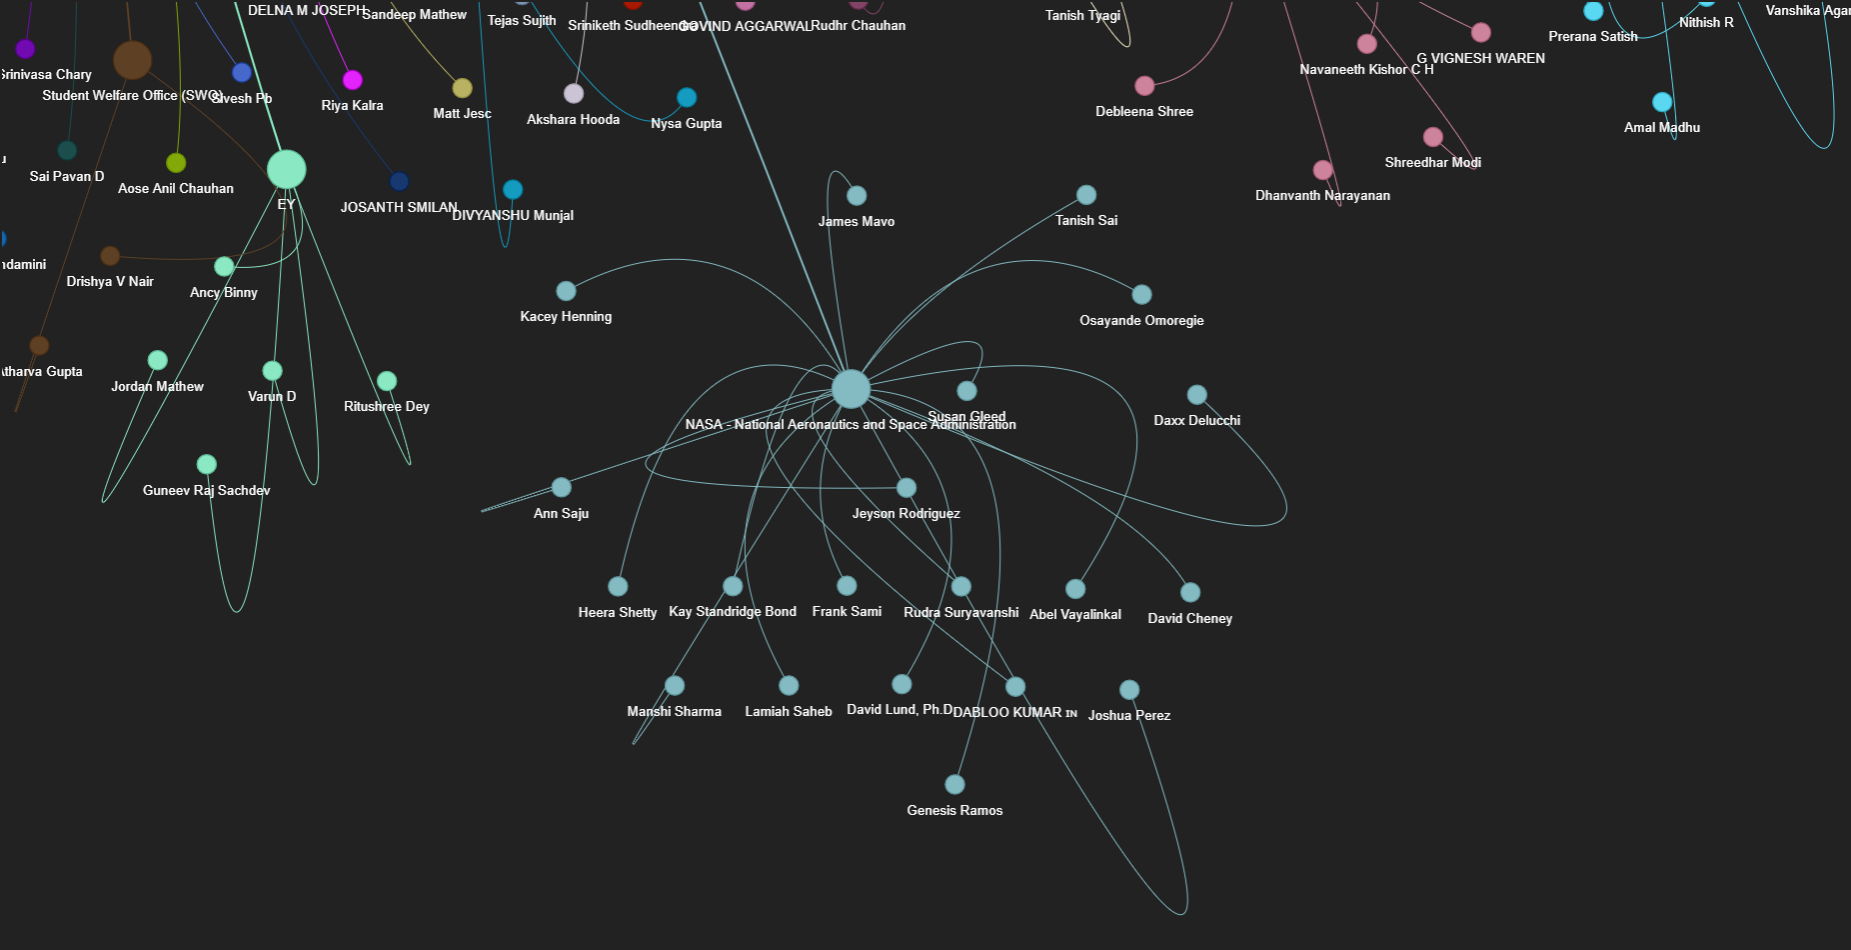 DELNA M JOSEPH
Sandeep Mathew
Tejas Sujith
GOVIND AGGARWAL
Rudhr Chauhan
Tanish Tyagi
Prerana Satish
Nithish R
Vanshika
Srinivasa Chary
Student Welfare Office (SWO)
Sivesh Pb
Riya Kalra
Matt Jesc
Akshara Hooda
Nysa Gupta
Debleena Shree
Navaneeth Kishor C H
G VIGNESH WAREN
Amal Madhu
Sai Pavan D
Aose Anil Chauhan
EY
JOSANTH SMILAN
DIVYANSHU Munjal
James Mavo
Tanish Sai
Dhanvanth Narayanan
Shreedhar Modi
Drishya V Nair
Ancy Binny
Kacey Henning
Osayande Omoregie
Atharva Gupta
Jordan Mathew
Varun D
Ritushree Dey
NASA - National Aeronautics and Space Administration
Susan Gleed
Daxx Delucchi
Guneev Raj Sachdev
Ann Saju
Jeyson Rodriguez
Heera Shetty
Kay Standridge Bond
Frank Sami
Rudra Suryavanshi
Abel Vayalinkal
David Cheney
Manshi Sharma
Lamiah Saheb
David Lund, Ph.D.
DABLOO KUMAR IN
Joshua Perez
Genesis Ramos